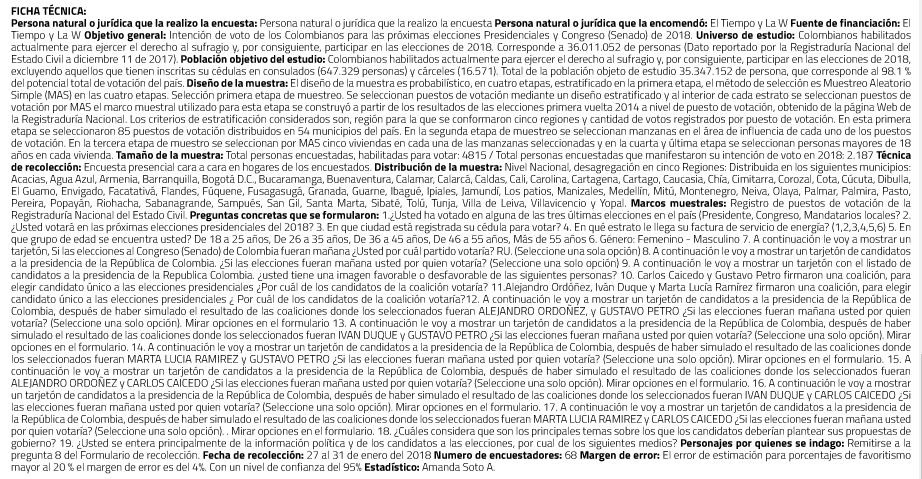 FICHA TÉCNICA:
Persona natural o jurídica que la realizo la encuesta: Persona natural o jurídica que la realizo la encuesta Persona natural o jurídica que la encomendó: El Tiempo y La W Fuente de financiación: El
Tiempo y La W Objetivo general: Intención de voto de los Colombianos para las próximas elecciones Presidenciales y Congreso (Senado) de 2018. Universo de estudio: Colombianos habilitados
actualmente para ejercer el derecho al sufragio y, por consiguiente, participar en las elecciones de 2018. Corresponde a 36.011.052 de personas (Dato reportado por la Registraduría Nacional del
Estado Civil a diciembre 11 de 2017). Población objetivo del estudio: Colombianos habilitados actualmente para ejercer el derecho al sufragio y, por consiguiente, participar en las elecciones de 2018,
excluyendo aquellos que tienen inscritas su cédulas en consulados (647.329 persona) y cárceles (16.571). Total de la población objeto de estudio 35.347.152 de persona, que corresponde al 98.1 %
del potencial total de votación del país. Diseño de la muestra: El diseño de la muestra es probabilístico, en cuatro etapas, estratificado en la primera etapa, el método de selección es Muestreo Aleatorio
Simple (MAS) en las cuatro etapas. Selección primera etapa de muestreo. Se seleccionan puestos de votación mediante un diseño estratificado y al interior de cada estrato se seleccionan puestos de
votación por MAS el marco muestral utilizado para esta etapa se construyó a partir de los resultados de las elecciones primera vuelta 2014 a nivel de puesto de votación, obtenido de la página Web de
la Registraduría Nacional. Los criterios de estratificación considerados son, región para la que se conformaron cinco regiones y cantidad de votos registrados por puesto de votación. En esta primera
etapa se seleccionaron 85 puestos de votación distribuidos en 54 municipios del país. En la segunda etapa de muestreo se seleccionan manzanas en el área de influencia de cada uno de los puestos
de votación. En la tercera etapa de muestreo se seleccionan por MAS cinco viviendas en cada una de las manzanas seleccionadas y en la cuarta y última etapa se seleccionan personas mayores de 18
años en cada vivienda. Tamaño de la muestra: Total personas encuestadas, habilitadas para votar: 4815 / Total personas encuestadas que manifestaron su intención de voto en 2018: 2.187 Técnica
de recolección: Encuesta presencial cara a cara en hogares de los encuestados. Distribución de la muestra: Nivel Nacional, desagregación en cinco Regiones: Distribuida en los siguientes municipios:
Acacias, Agua Azul, Armenia, Barranquilla, Bogotá D.C., Bucaramanga, Buenaventura, Calamar, Calarcá, Caldas, Cali, Carolina, Cartagena, Cartago, Caucasia, Chía, Cimitarra, Corozal, Cota, Cúcuta, Dibulla,
El Guamo, Envigado, Facatativá, Flandes, Fúquene, Fusagasugá, Granada, Guarne, Ibagué, Ipiales, Jamundí, Los patios, Manizales, Medellín, Mitú, Montenegro, Neiva, Olaya, Palmar, Palmira, Pasto,
Pereira, Popayán, Riohacha, Sabanagrande, Sampués, San Gil, Santa Marta, Sibaté, Tolú, Tunja, Villa de Leiva, Villavicencio y Yopal. Marcos muestrales: Registro de puestos de votación de la
Registraduría Nacional del Estado Civil. Preguntas concretas que se formularon: 1.¿Usted ha votado en alguna de las tres últimas elecciones en el país (Presidente, Congreso, Mandatarios locales? 2.
¿Usted votará en las próximas elecciones presidenciales del 2018? 3. En que ciudad está registrada su cédula para votar? 4. En qué estrato le llega su factura de servicio de energía? (1,2,3,4,5,6) 5. En
que grupo de edad se encuentra usted? De 18 a 25 años, De 26 a 35 años, De 36 a 45 años, De 46 a 55 años, Más de 55 años 6. Género: Femenino - Masculino 7. A continuación le voy a mostrar un
tarjetón, Si las elecciones al Congreso (Senado) de Colombia fueran mañana ¿Usted por cuál partido votaría? RU.I. (Seleccione una solo opción) 8. A continuación le voy a mostrar un tarjetón de candidatos
a la presidencia de la República de Colombia. ¿Si las elecciones fueran mañana usted por quien votaría? (Seleccione una solo opción) 9. A continuación le voy a mostrar un tarjetón con el listado de
candidatos a la presidencia de la Republica Colombia. ¿usted tiene una imagen favorable o desfavorable de las siguientes personas? 10. Carlos Caicedo y Gustavo Petro firmaron una coalición, para
elegir candidato único a las elecciones presidenciales ¿Por cuál de los candidatos de la coalición votaría? 11.Alejandro Ordóñez, Iván Duque y Marta Lucía Ramírez firmaron una coalición, para elegir
candidato único a las elecciones presidenciales ¿ Por cuál de los candidatos de la coalición votaría?12. A continuación le voy a mostrar un tarjetón de candidatos a la presidencia de la República de
Colombia, después de haber simulado el resultado de las coaliciones donde los seleccionados fueran ALEJANDRO ORDOÑEZ, y GUSTAVO PETRO ¿Si las elecciones fueran mañana usted por quien
votaría? (Seleccione una solo opción). Mirar opciones en el formulario 13. A continuación le voy a mostrar un tarjetón de candidatos a la presidencia de la República de Colombia, después de haber
simulado el resultado de las coaliciones donde los seleccionados fueran IVAN DUQUE y GUSTAVO PETRO ¿Si las elecciones fueran mañana usted por quien votaría? (Seleccione una solo opción). Mirar
opciones en el formulario. 14. A continuación le voy a mostrar un tarjetón de candidatos a la presidencia de la República de Colombia, después de haber simulado el resultado de las coaliciones donde
los seleccionados fueran MARTA LUCIA RAMIREZ y GUSTAVO PETRO ¿Si las elecciones fueran mañana usted por quien votaría? (Seleccione una solo opción). Mirar opciones en el formulario. 15. A
continuación le voy a mostrar un tarjetón de candidatos a la presidencia de la República de Colombia, después de haber simulado el resultado de las coaliciones donde los seleccionados fueran
ALEJANDRO ORDOÑEZ y CARLOS CAICEDO ¿Si las elecciones fueran mañana usted por quien votaría? (Seleccione una solo opción). Mirar opciones en el formulario. 16. A continuación le voy a mostrar
un tarjetón de candidatos a la presidencia de la República de Colombia, después de haber simulado el resultado de las coaliciones donde los seleccionados fueran IVAN DUQUE y CARLOS CAICEDO ¿Si
las elecciones fueran mañana usted por quien votaría? (Seleccione una solo opción). Mirar opciones en el formulario. 17. A continuación le voy a mostrar un tarjetón de candidatos a la presidencia de
la República de Colombia, después de haber simulado el resultado de las coaliciones donde los seleccionados fueran MARTA LUCIA RAMIREZ y CARLOS CAICEDO ¿Si las elecciones fueran mañana usted
por quien votaría? (Seleccione una solo opción). . Mirar opciones en el formulario. 18. ¿Cuáles considera que son los principales temas sobre los que los candidatos deberían plantear sus propuestas de
gobierno? 19. ¿Usted se entera principalmente de la información política y de los candidatos a las elecciones, por cual de los siguientes medios? Personajes por quienes se indago: Remitirse a la
pregunta 8 del Formulario de recolección. Fecha de recolección: 27 al 31 de enero del 2018 Numero de encuestadores: 68 Margen de error: El error de estimación para porcentajes de favoritismo
mayor al 20 % el margen de error es del 4%. Con un nivel de confianza del 95% Estadístico: Amanda Soto A.